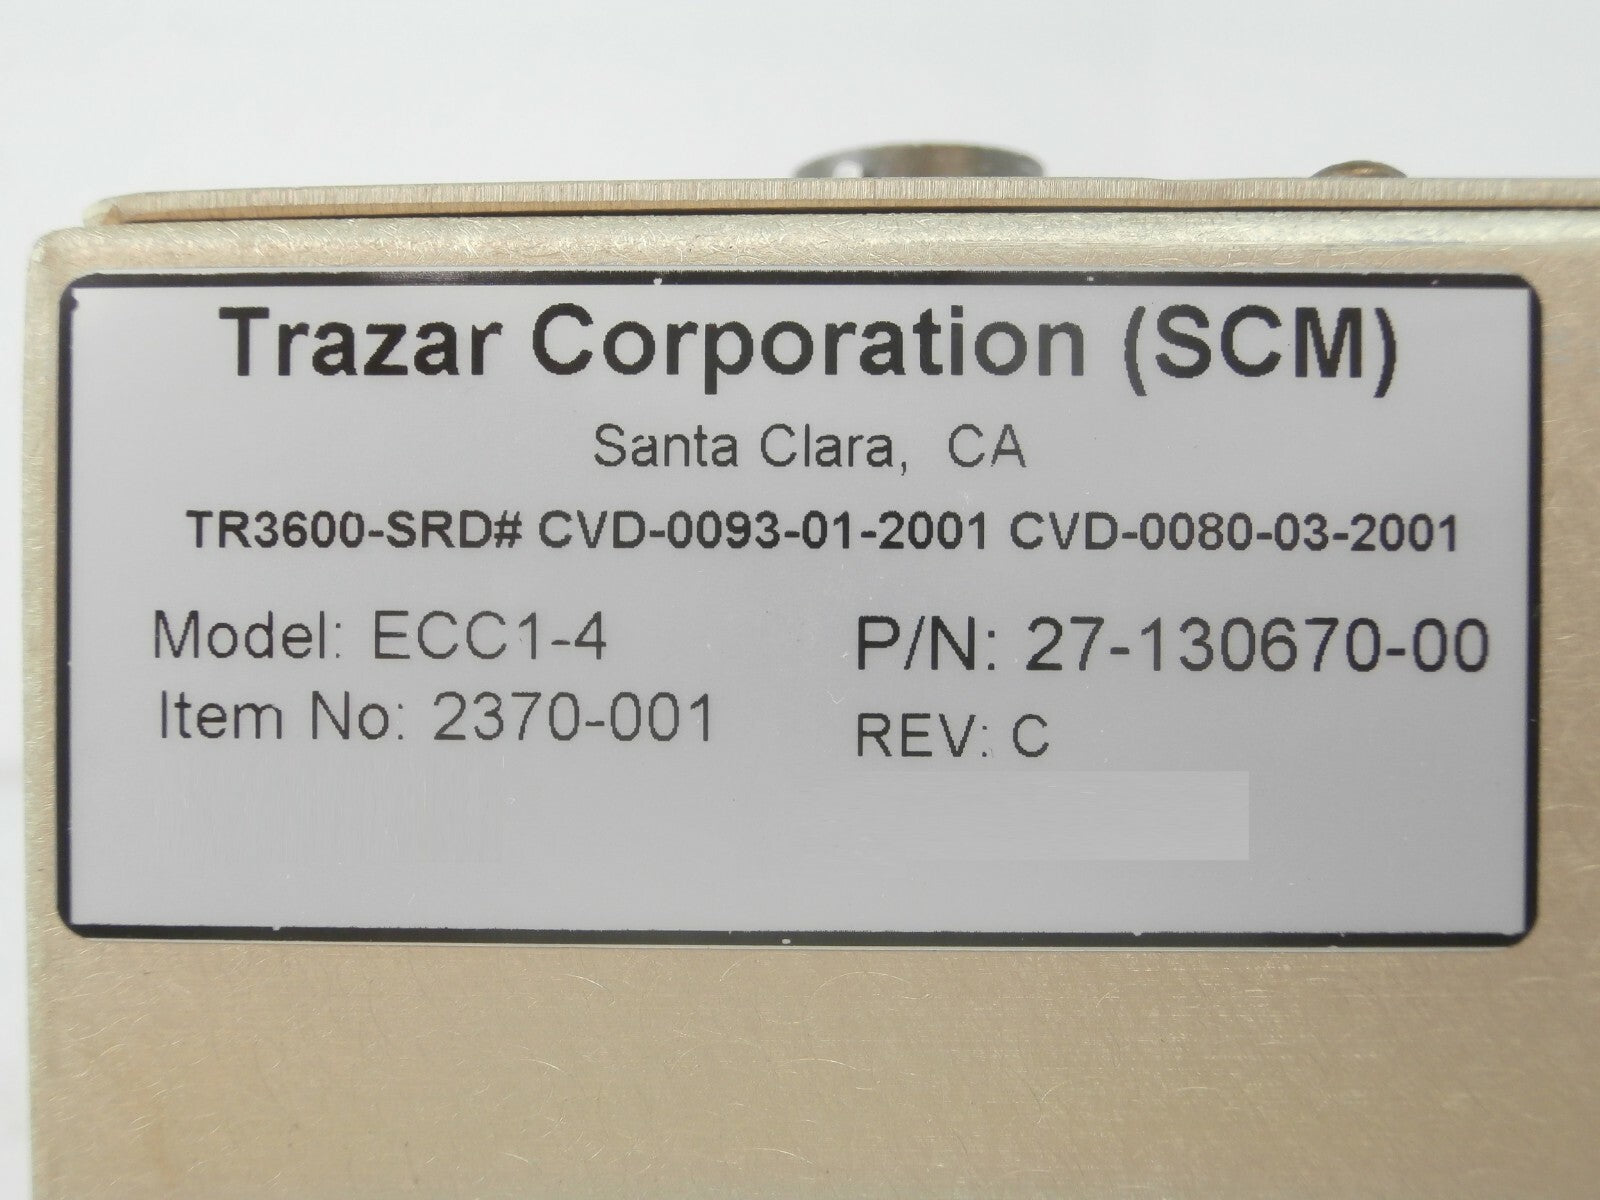 Trazar Corporation (SCM)
Santa Clara, CA
TR3600-SRD# CVD-0093-01-2001 CVD-0080-03-2001
Model: ECC1-4 P/N: 27-130670-00
Item No: 2370-001 REV: C